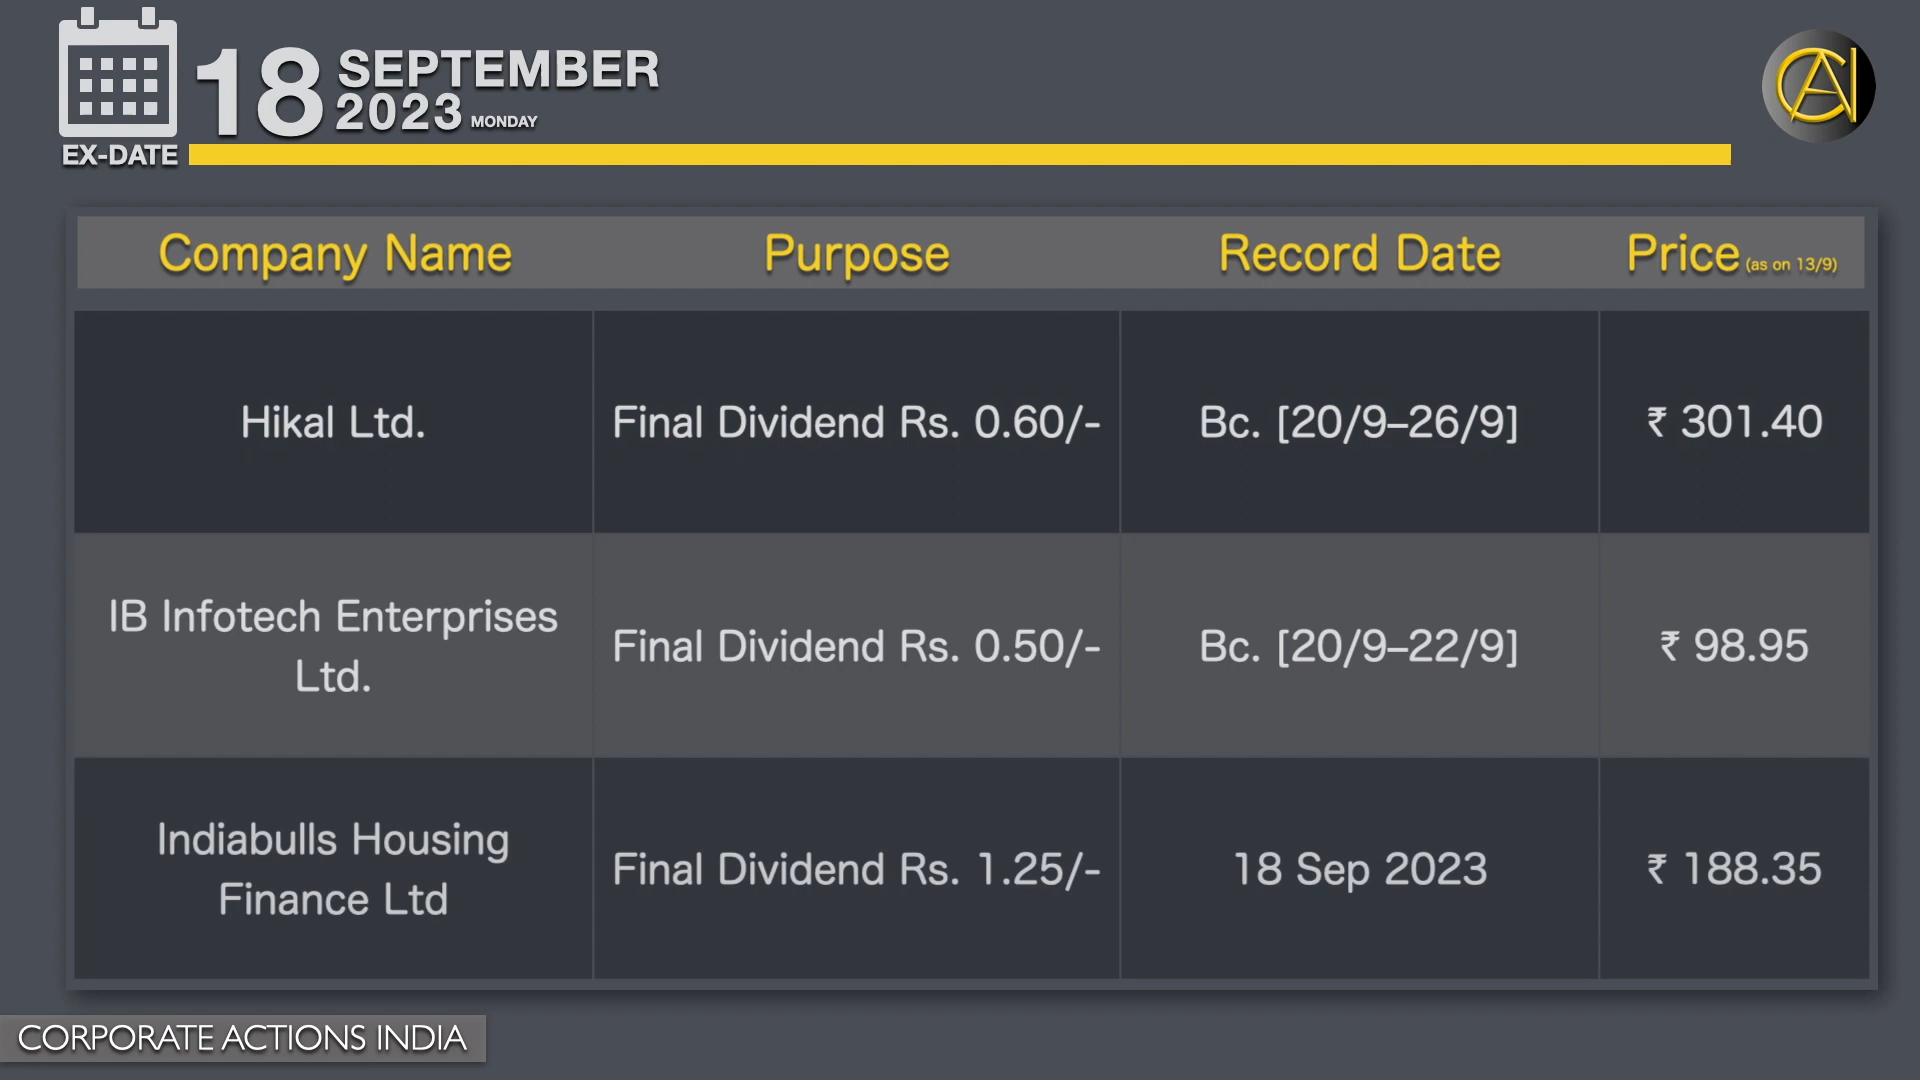 18 SEPTEMBER
2023 MONDAY
EX-DATE
CAI
Company Name Purpose Record Date Price (as on 13/9)
Hikal Ltd. Final Dividend Rs. 0.60/- Bc. [20/9–26/9] ₹ 301.40
IB Infotech Enterprises
Ltd. Final Dividend Rs. 0.50/- Bc. [20/9–22/9] ₹ 98.95
Indiabulls Housing
Finance Ltd Final Dividend Rs. 1.25/- 18 Sep 2023 ₹ 188.35
CORPORATE ACTIONS INDIA